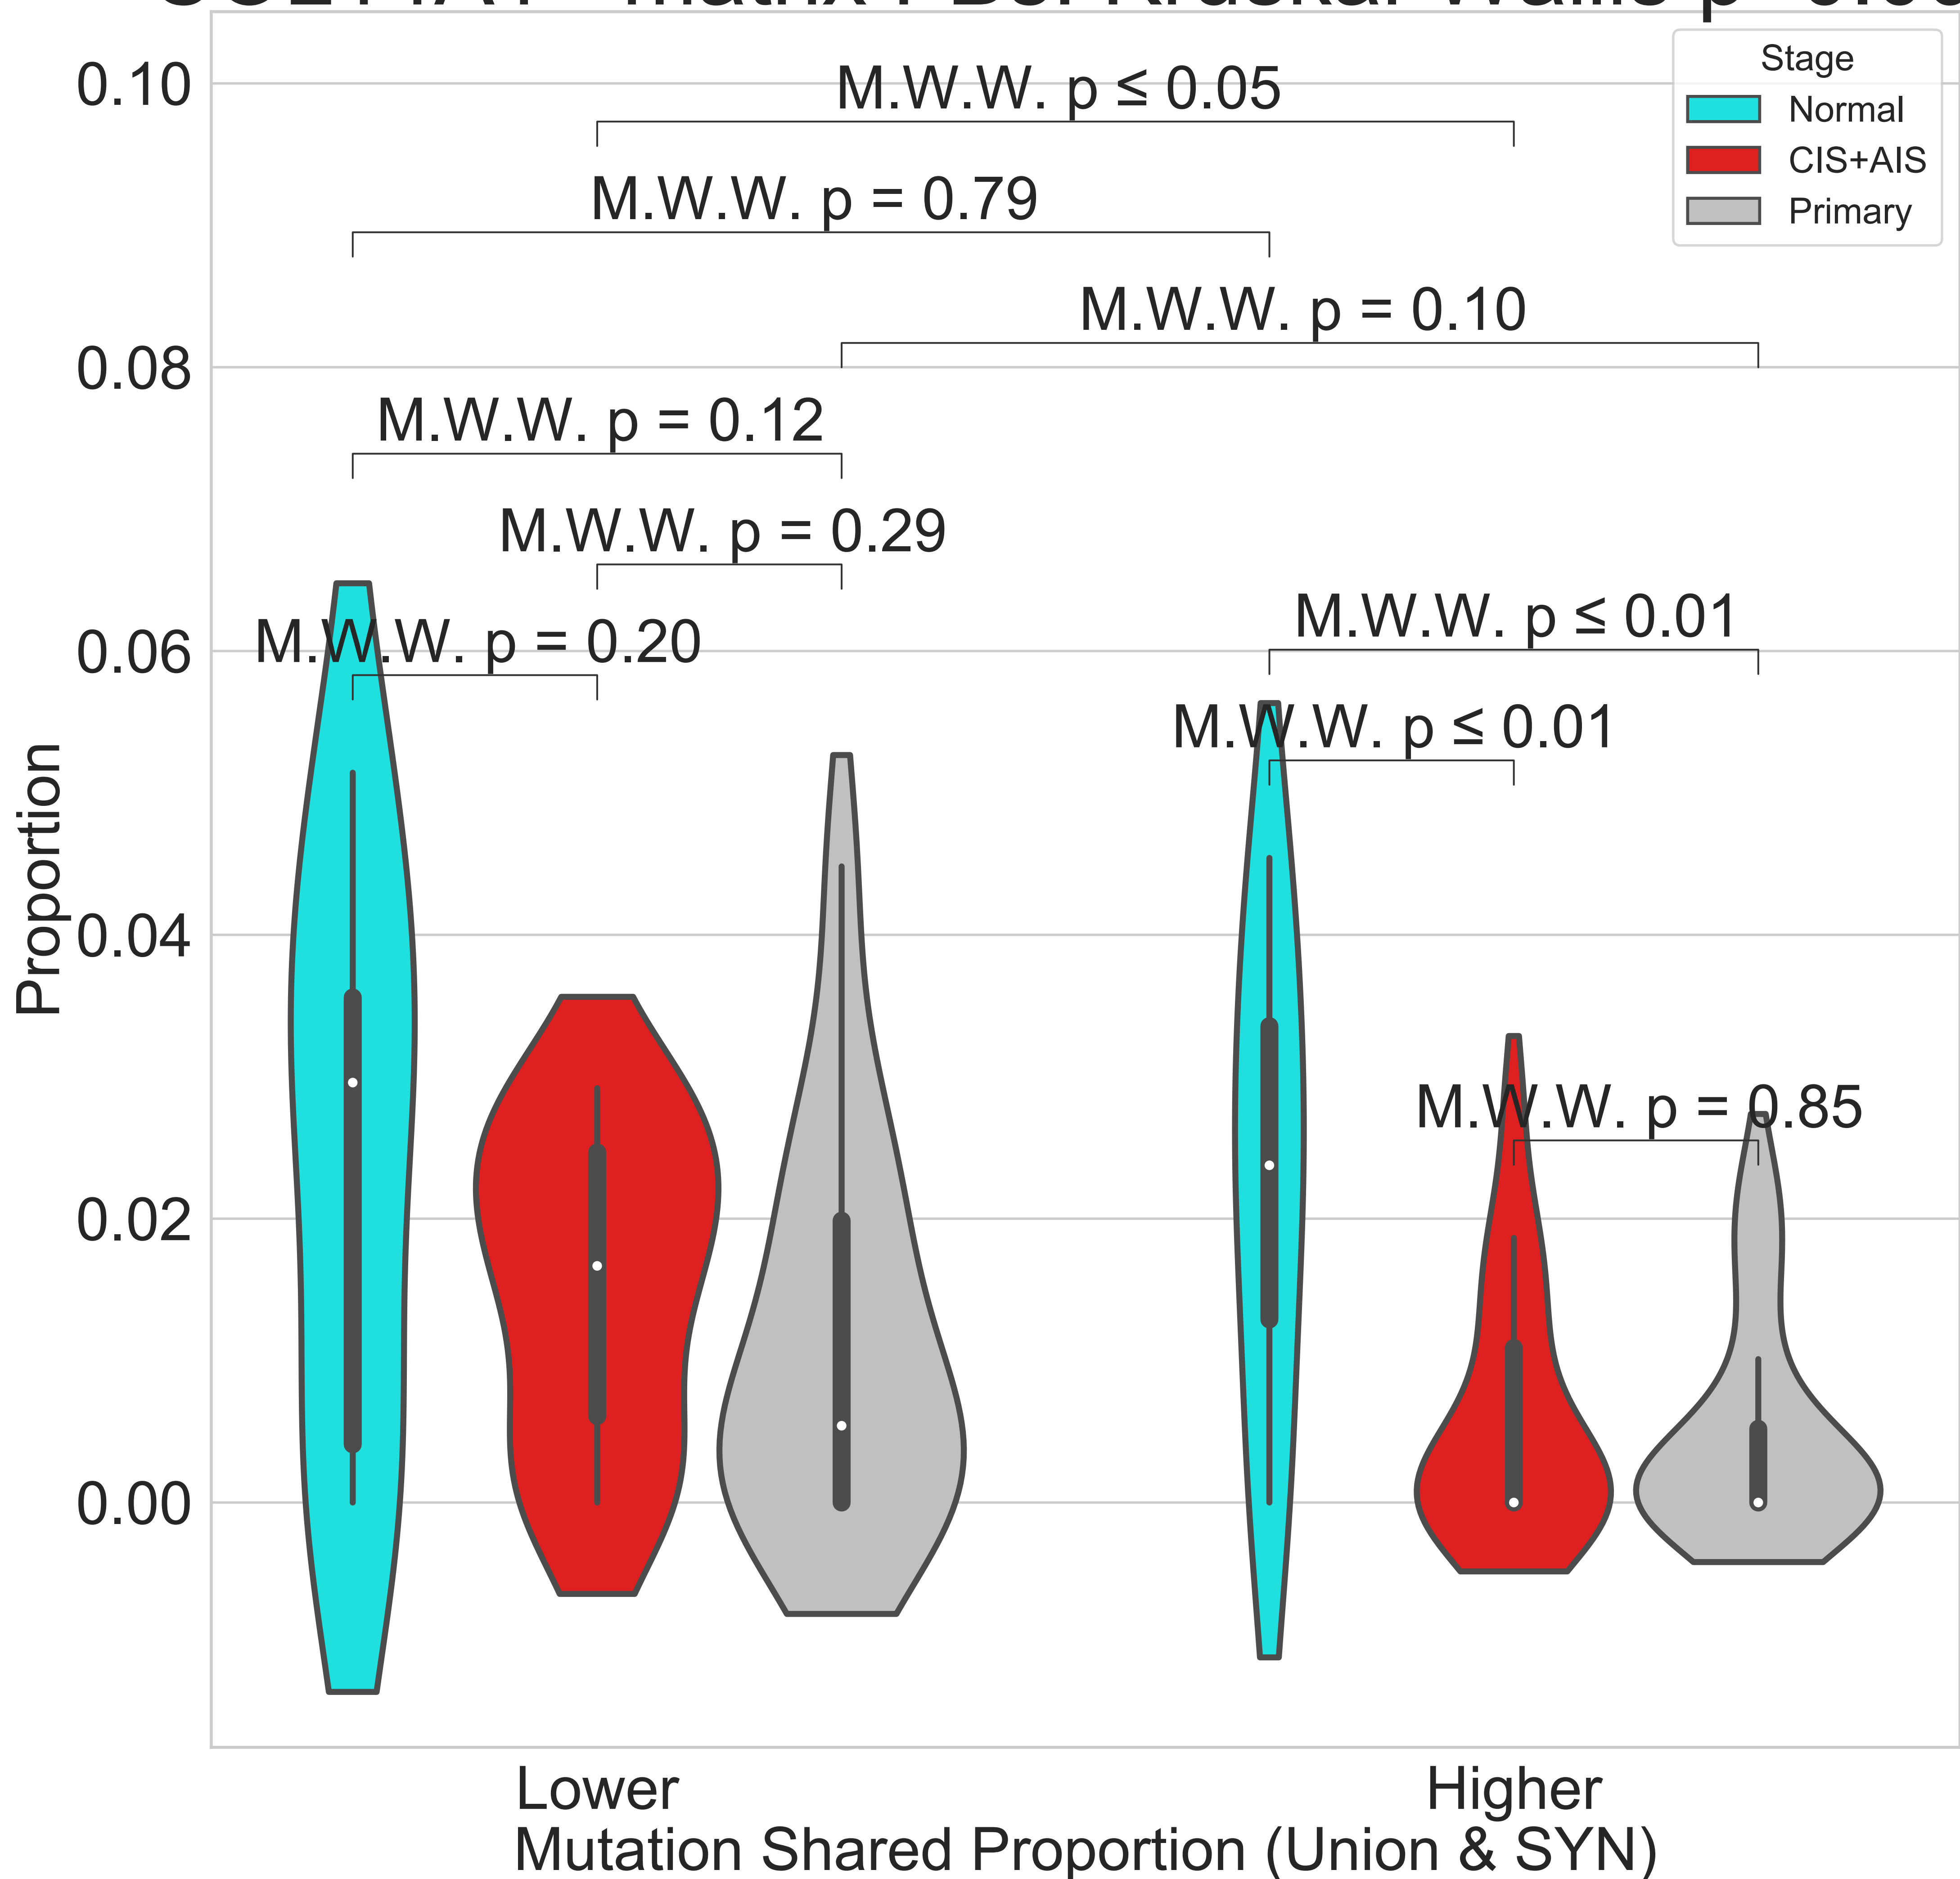 Stage
Normal
CIS+AIS
Primary
M.W.W. p ≤ 0.05
M.W.W. p = 0.79
M.W.W. p = 0.10
M.W.W. p = 0.12
M.W.W. p = 0.29
M.W.W. p = 0.20
M.W.W. p ≤ 0.01
M.W.W. p ≤ 0.01
M.W.W. p = 0.85
0.10
0.08
0.06
0.04
0.02
0.00
Proportion
Lower
Higher
Mutation Shared Proportion (Union & SYN)